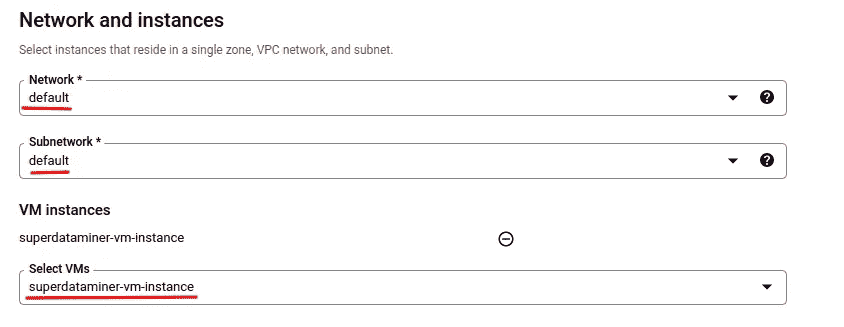 Network and instances
Select instances that reside in a single zone, VPC network, and subnet.
Network *
default
Subnetwork *
default
VM instances
superdataminer-vm-instance
Select VMs
superdataminer-vm-instance